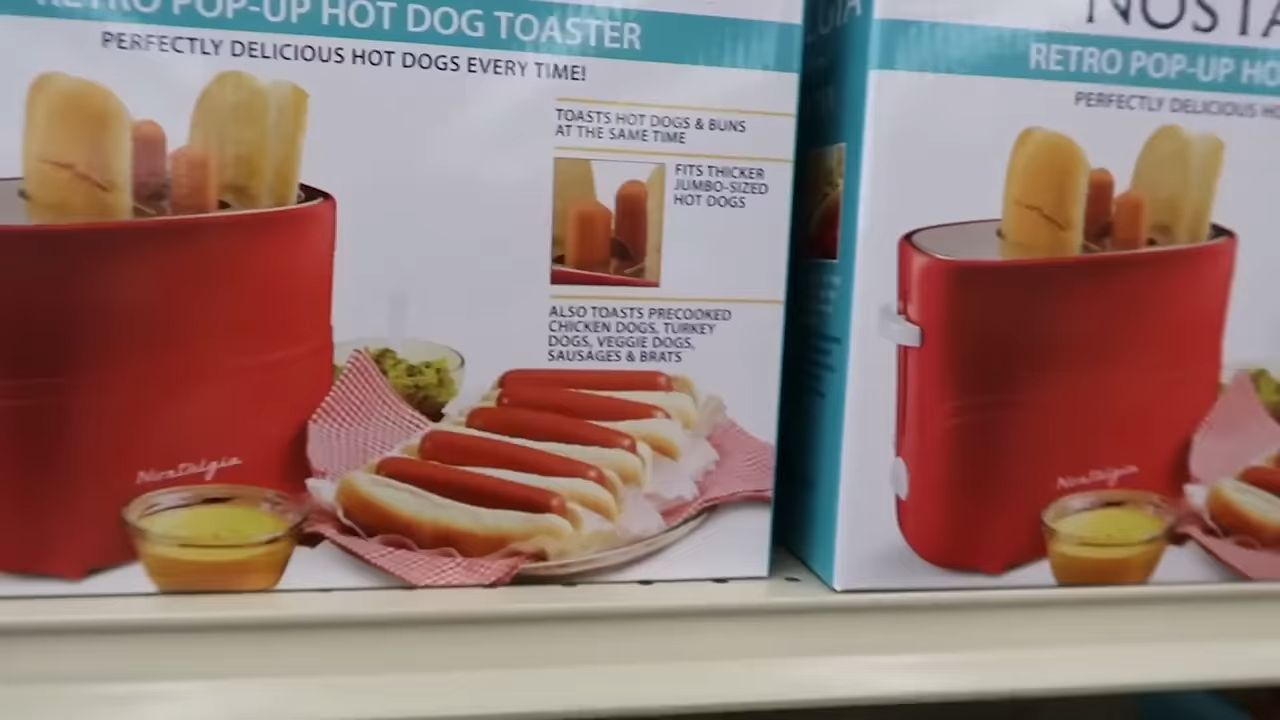 RETRO POP-UP HOT DOG TOASTER
PERFECTLY DELICIOUS HOT DOGS EVERY TIME!
TOASTS HOT DOGS & BUNS
AT THE SAME TIME
FITS THICKER
JUMBO-SIZED
HOT DOGS
ALSO TOASTS PRECOOKED
CHICKEN DOGS, TURKEY
DOGS, VEGGIE DOGS,
SAUSAGES & BRATS
Nostalgia
NOSTA
RETRO POP-UP HO
PERFECTLY DELICIOUS H
Nostalgia